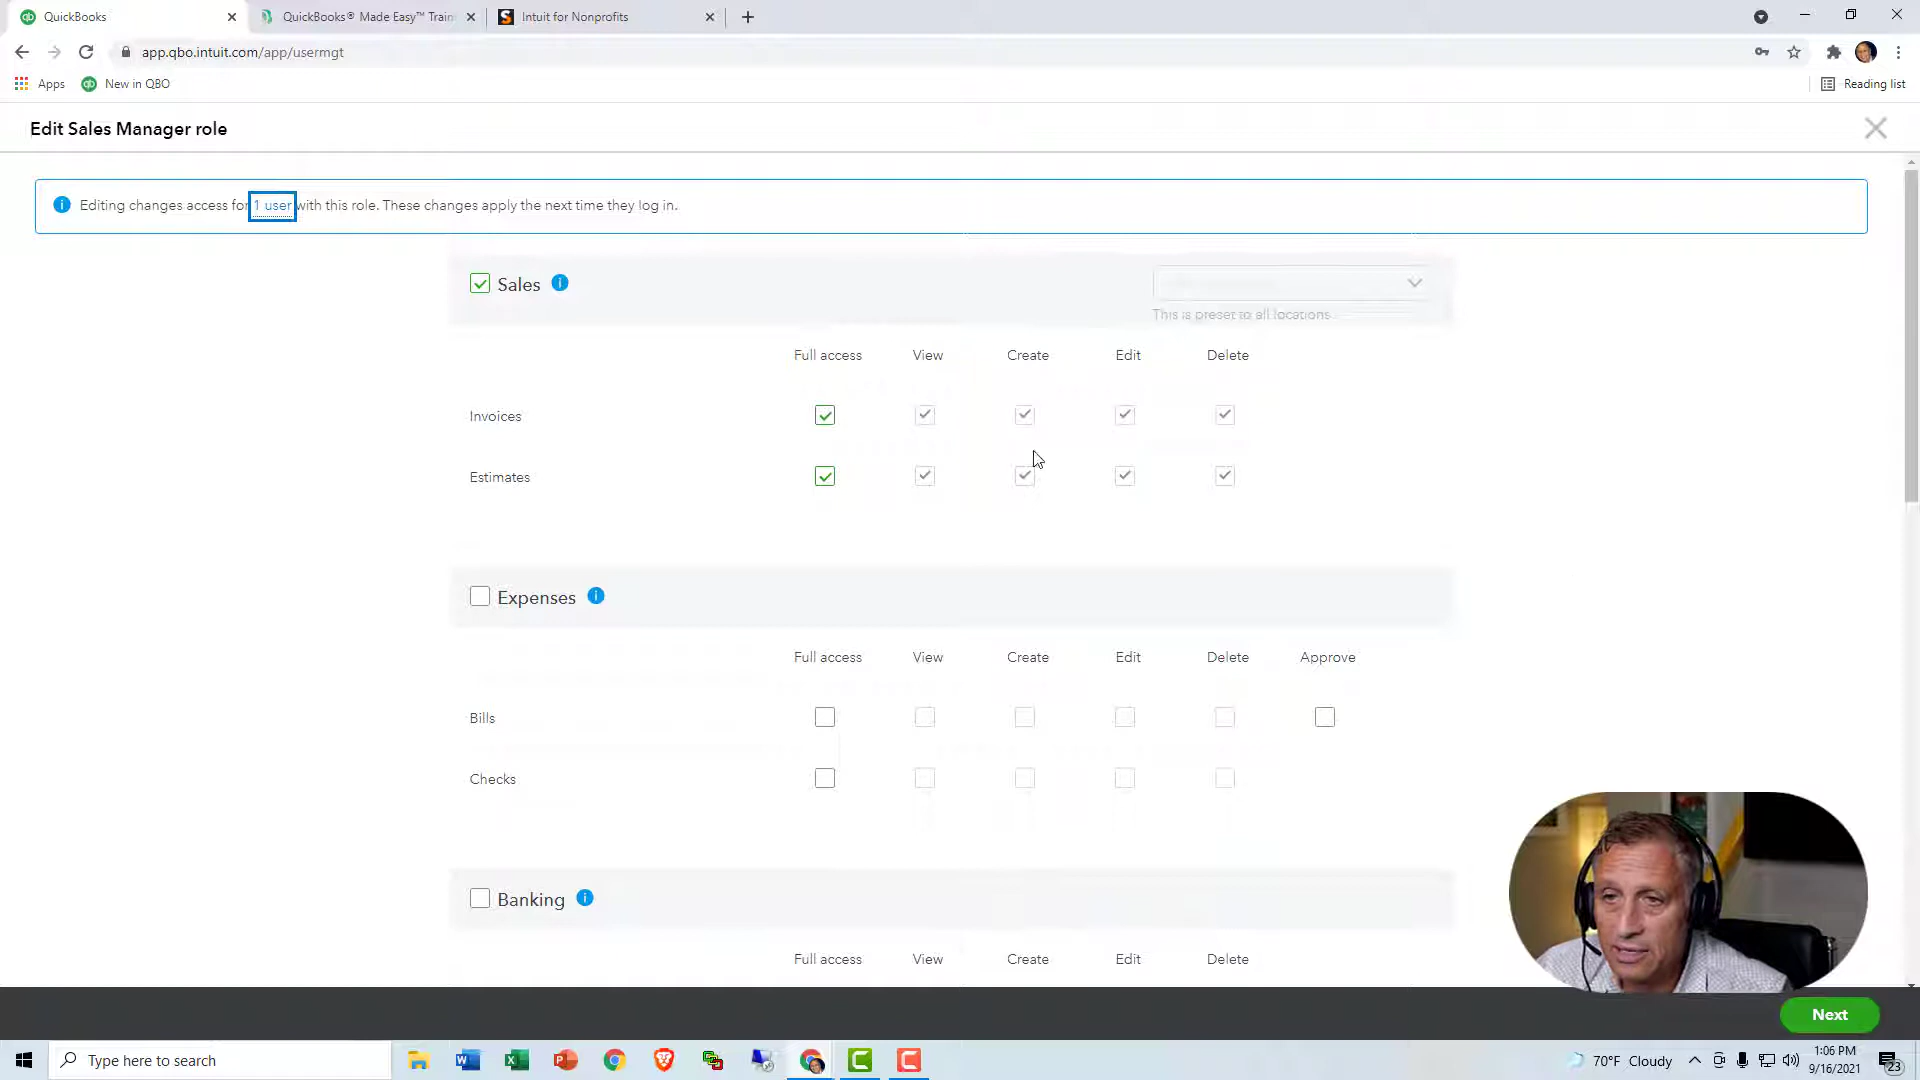 QuickBooks
QuickBooks® Made Easy™ Train
Intuit for Nonprofits
app.qbo.intuit.com/app/usermgt
Apps
New in QBO
Reading list
Edit Sales Manager role
Editing changes access for 1 user with this role. These changes apply the next time they log in.
Sales
This is preset to all locations
Full access View Create Edit Delete
Invoices
Estimates
Expenses
Full access View Create Edit Delete Approve
Bills
Checks
Banking
Full access View Create Edit Delete
Next
Type here to search
70°F Cloudy
1:06 PM
9/16/2021
23